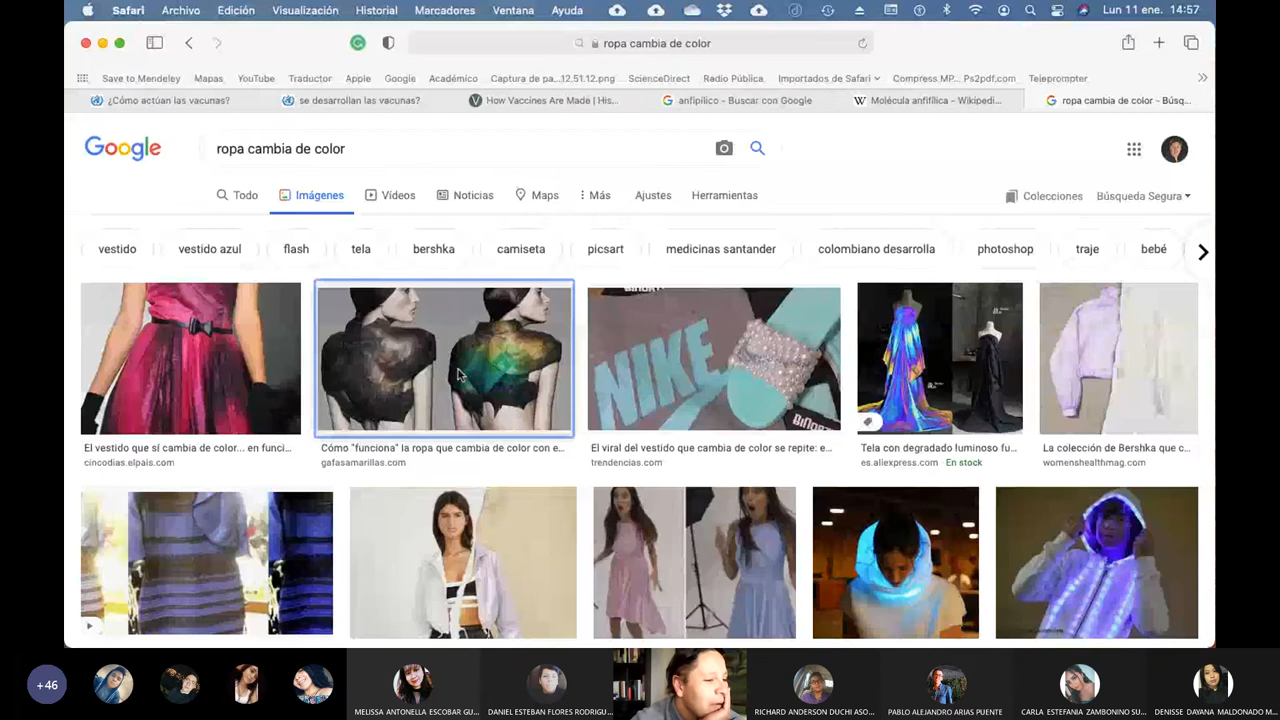 Safari Archivo Edición Visualización Historial Marcadores Ventana Ayuda Lun 11 ene. 14:57
ropa cambia de color
Save to Mendeley Mapas YouTube Traductor Apple Google Académico Captura de pa...12.51.12.png ScienceDirect Radio Pública Importados de Safari Compress.MP... Ps2pdf.com Teleprompter
¿Cómo actúan las vacunas? se desarrollan las vacunas? How Vaccines Are Made | His... anfipílico - Buscar con Google Molécula anfifílica - Wikipedi... ropa cambia de color - Búsq...
Google ropa cambia de color
Todo Imágenes Vídeos Noticias Maps Más Ajustes Herramientas Colecciones Búsqueda Segura
vestido vestido azul flash tela bershka camiseta picsart medicinas santander colombiano desarrolla photoshop traje bebé
NIKE
El vestido que sí cambia de color... en funci... Cómo "funciona" la ropa que cambia de color con e... El viral del vestido que cambia de color se repite: e... Tela con degradado luminoso fu... La colección de Bershka que c...
cincodias.elpais.com gafasamarillas.com trendencias.com es.aliexpress.com · En stock womenshealthmag.com
+46
MELISSA ANTONELLA ESCOBAR GU... DANIEL ESTEBAN FLORES RODRIGU... RICHARD ANDERSON DUCHI ASO... PABLO ALEJANDRO ARIAS PUENTE CARLA ESTEFANIA ZAMBONINO SU... DENISSE DAYANA MALDONADO M...